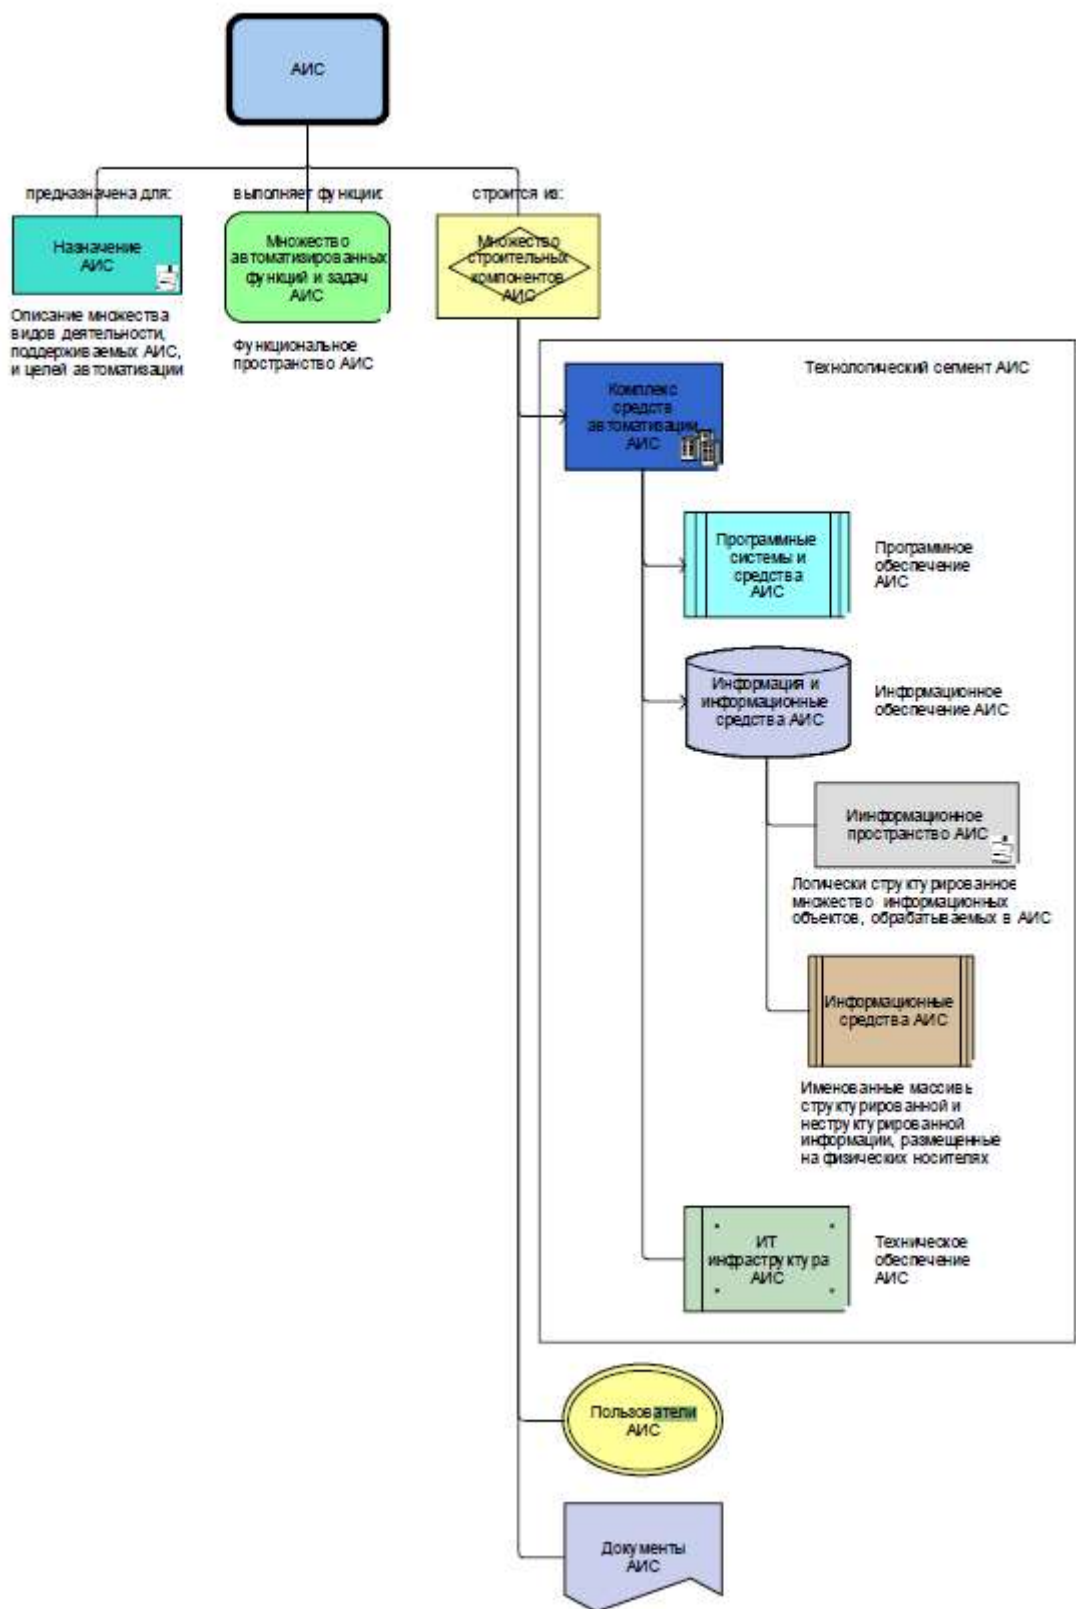 АИС
предназначена для:
выполняет функции:
строится из:
Назначение
АИС
Множество
автоматизированных
функций и задач
АИС
Множество
строительных
компонентов
АИС
Описание множества
видов деятельности,
поддерживаемых АИС,
и целей автоматизации
Функциональное
пространство АИС
Технологический сегмент АИС
Комплекс
средств
автоматизации
АИС
Программные
системы и
средства
АИС
Программное
обеспечение
АИС
Информация и
информационные
средства АИС
Информационное
обеспечение АИС
Иинформационное
пространство АИС
Логически структурированное
множество информационных
объектов, обрабатываемых в АИС
Информационные
средства АИС
Именованные массивь
структурированной и
неструктурированной
информации, размещенные
на физических носителях
ИТ
инфраструктура
АИС
Техническое
обеспечение
АИС
Пользователи
АИС
Документы
АИС